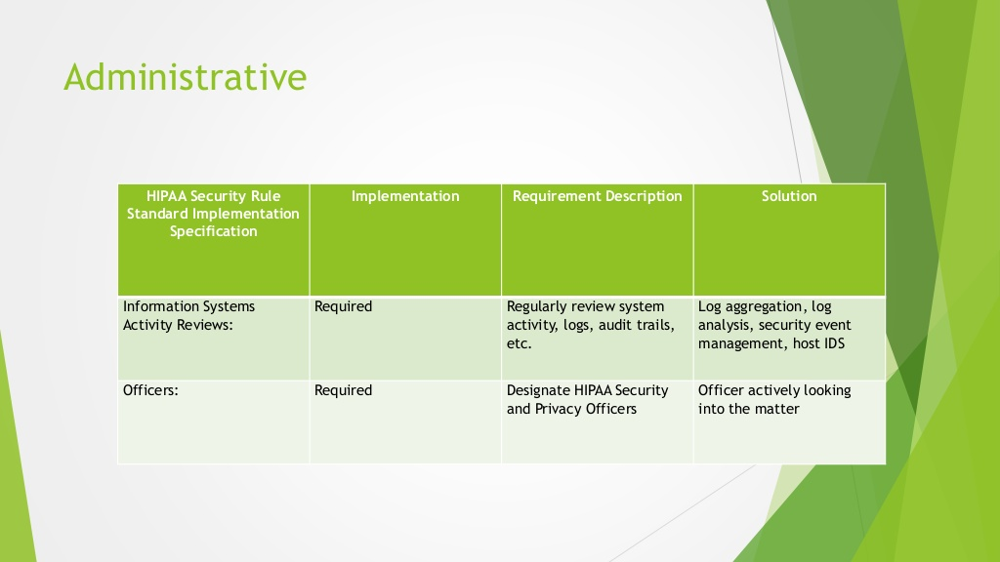 Administrative
HIPAA Security Rule
Standard Implementation
Specification
Implementation
Requirement Description
Solution
Information Systems
Activity Reviews:
Required
Regularly review system
activity, logs, audit trails,
etc.
Log aggregation, log
analysis, security event
management, host IDS
Officers:
Required
Designate HIPAA Security
and Privacy Officers
Officer actively looking
into the matter